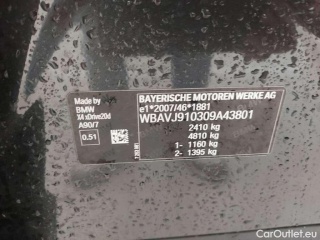 BAYERISCHE MOTOREN WERKE AG
e1*2007/46*1881
WBAVJ910309A43801
2410 kg
4810 kg
1- 1160 kg
2- 1395 kg
Made by
BMW
X4 xDrive20d
A90/7
0.51
CarOutlet.eu